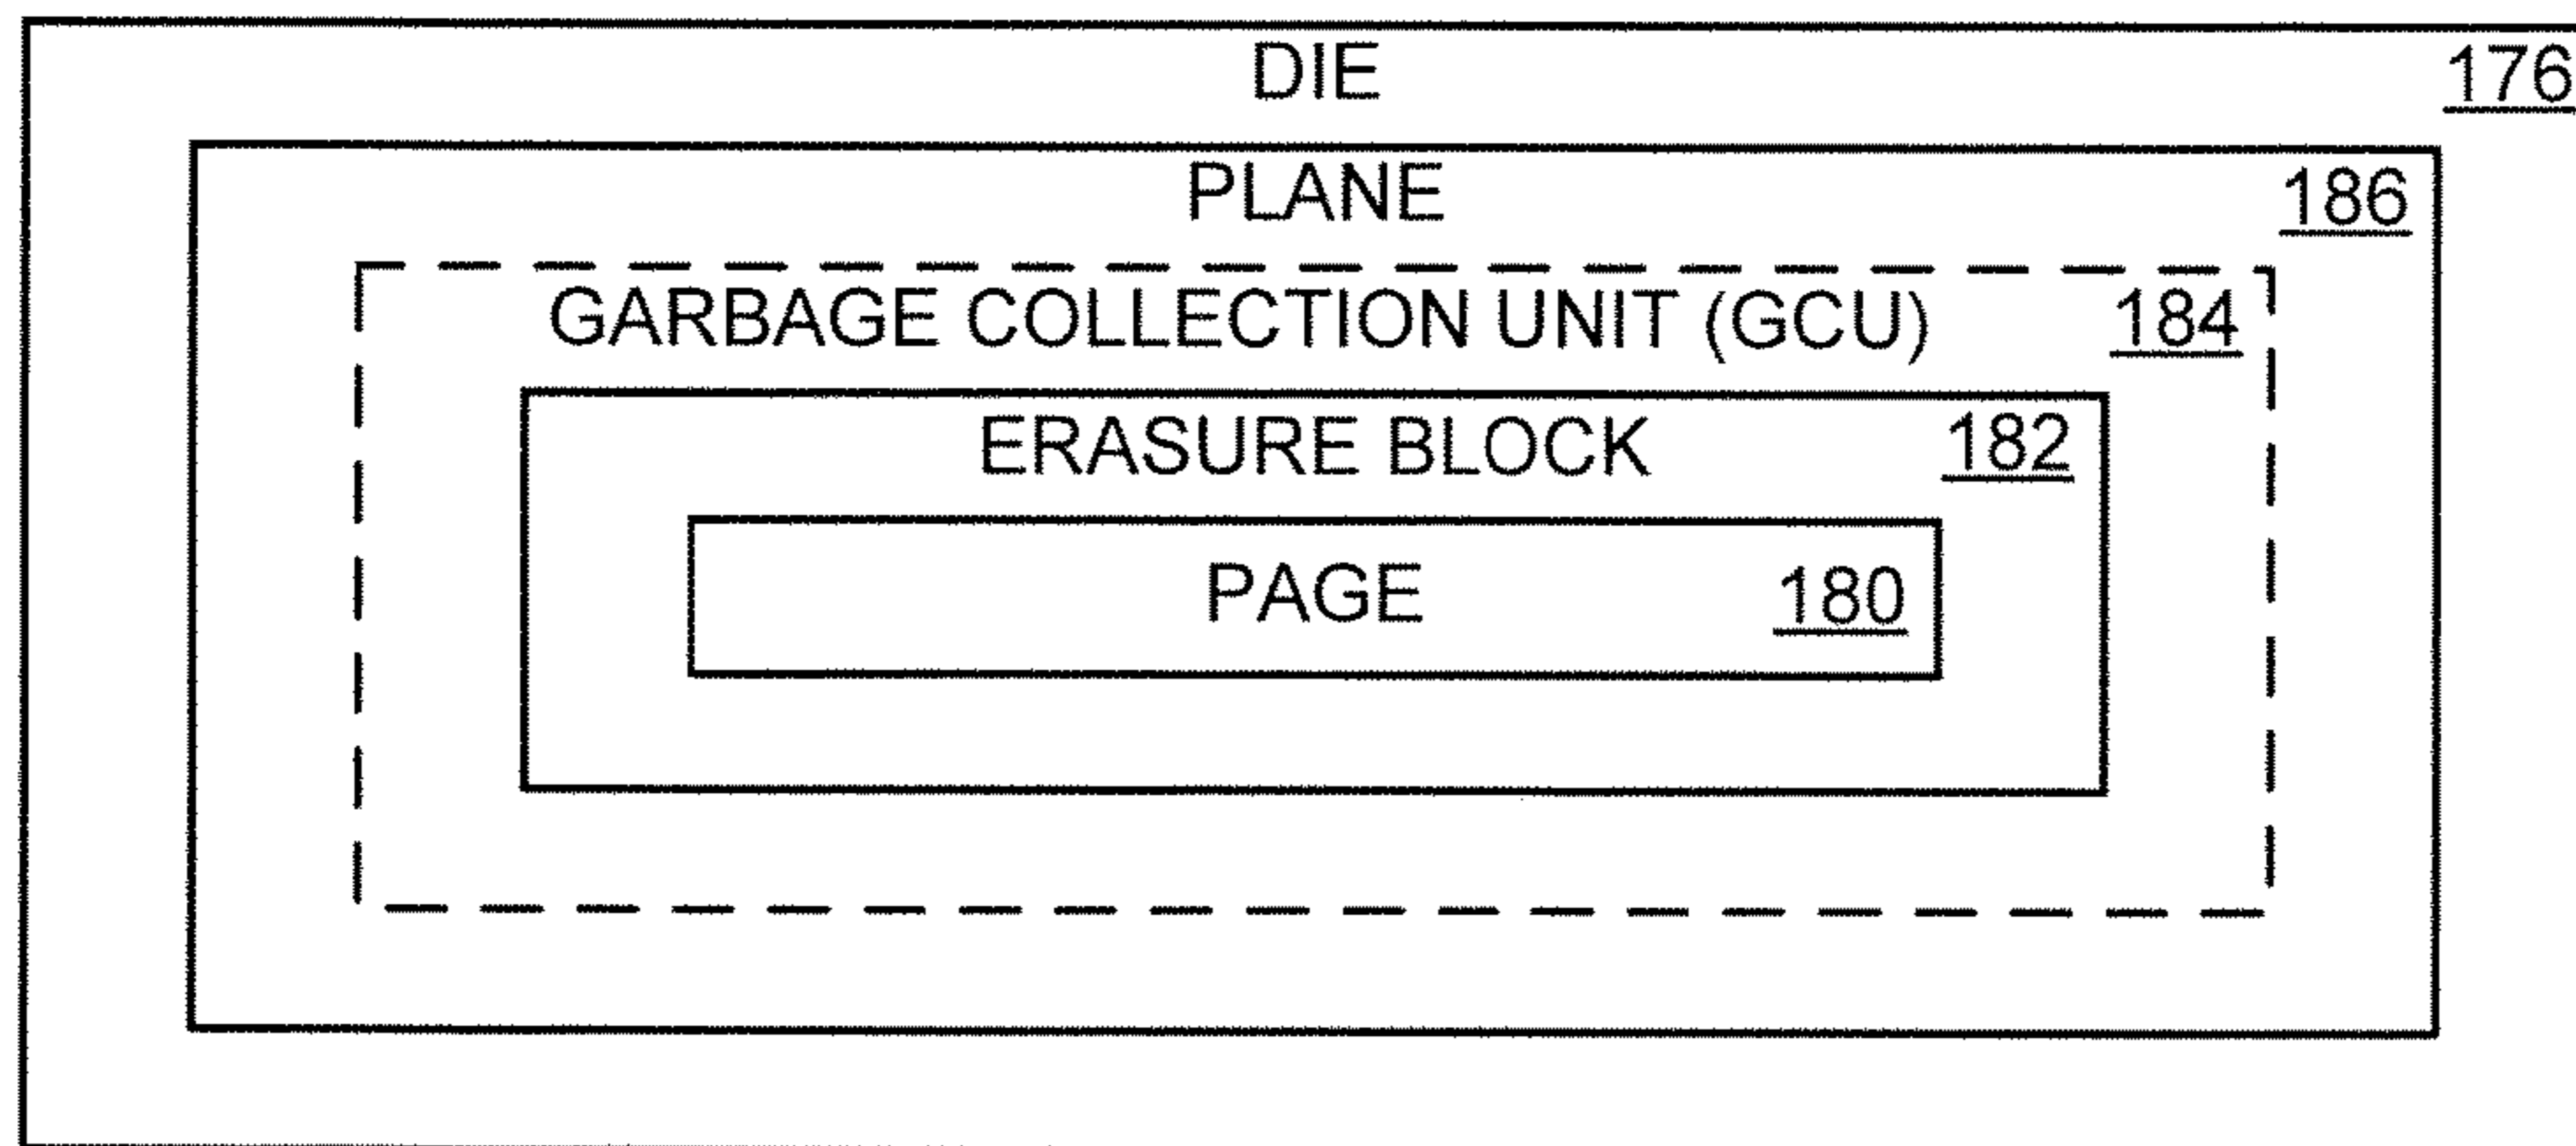 DIE 176
PLANE 186
GARBAGE COLLECTION UNIT (GCU) 184
ERASURE BLOCK 182
PAGE 180